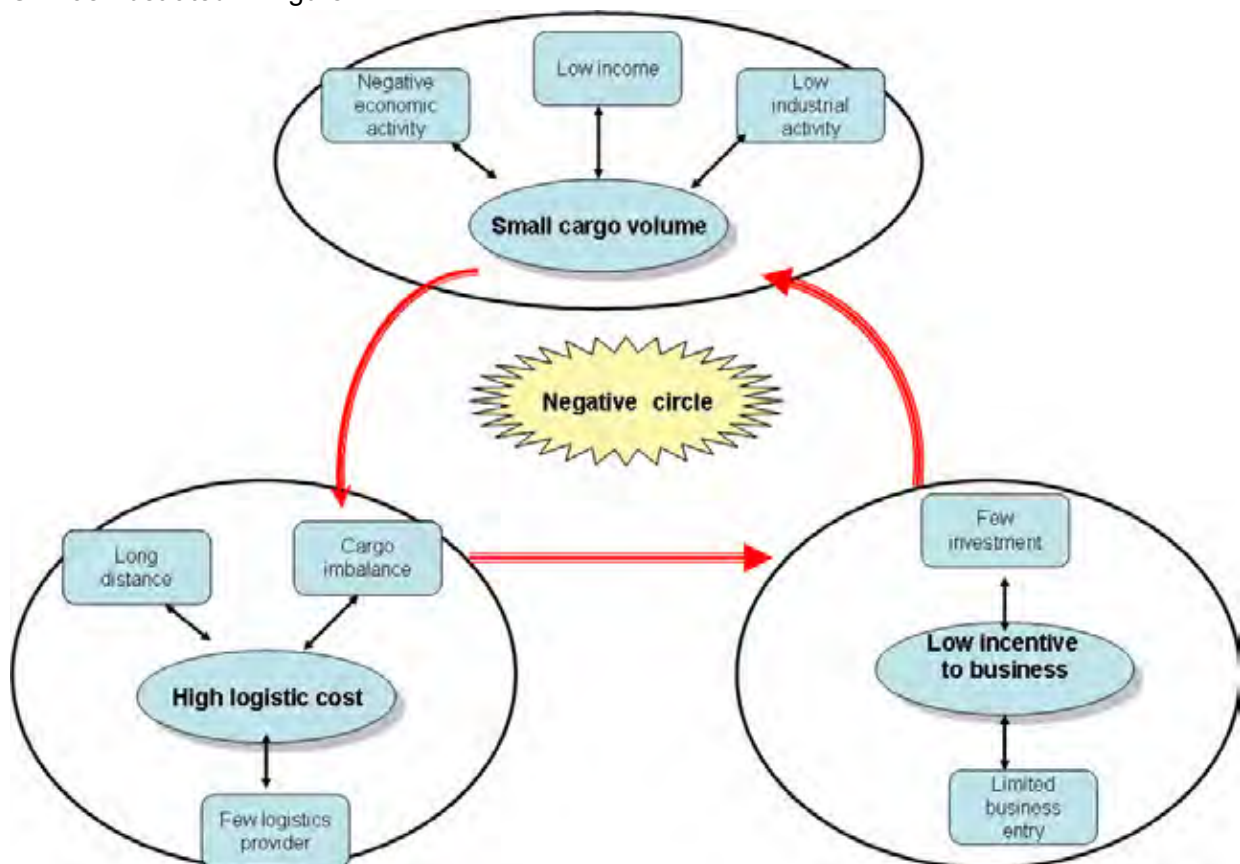 Low income
Negative
economic
activity
Low
industrial
activity
Small cargo volume
Negative circle
Long
distance
Cargo
imbalance
High logistic cost
Few logistics
provider
Few
investment
Low incentive
to business
Limited
business
entry